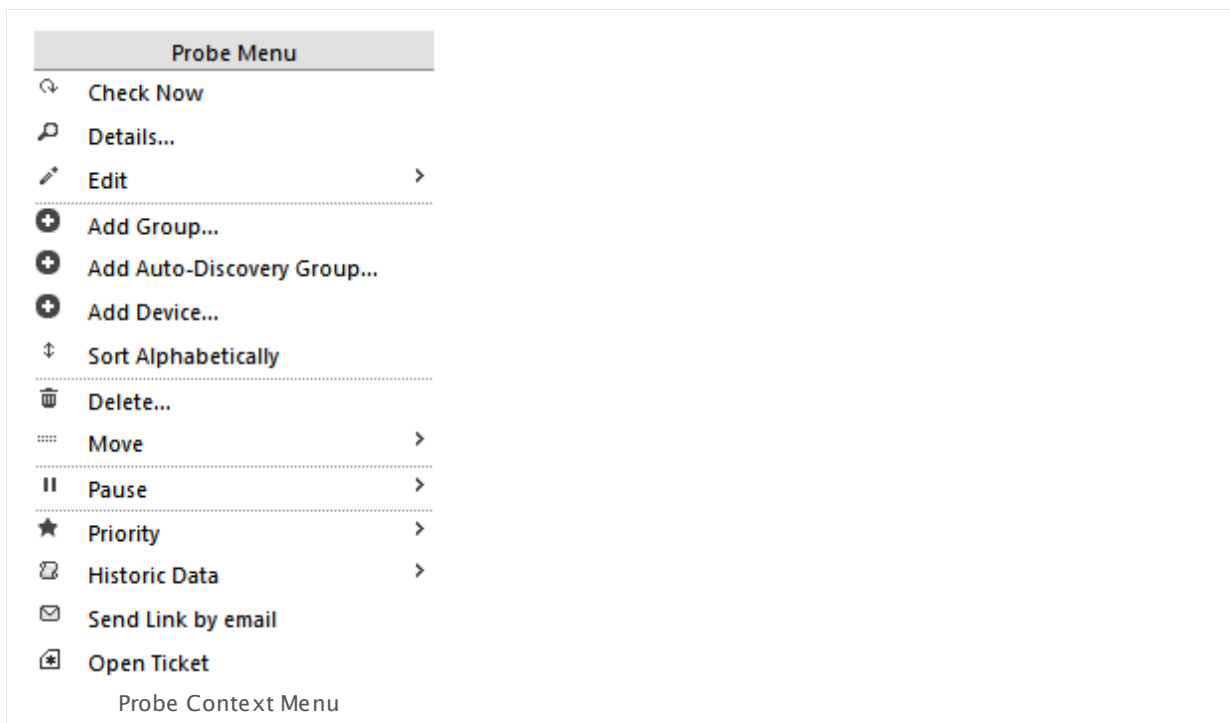 Probe Menu
Check Now
Details...
Edit
Add Group...
Add Auto-Discovery Group...
Add Device...
Sort Alphabetically
Delete...
Move
Pause
Priority
Historic Data
Send Link by email
Open Ticket
Probe Context Menu